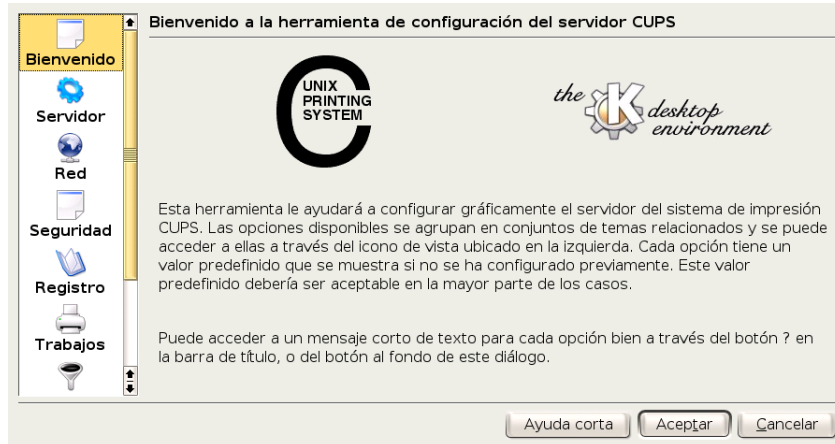 Bienvenido a la herramienta de configuración del servidor CUPS
Bienvenido
Servidor
Red
Seguridad
Registro
Trabajos
UNIX
PRINTING
SYSTEM
the K desktop
environment
Esta herramienta le ayudará a configurar gráficamente el servidor del sistema de impresión
CUPS. Las opciones disponibles se agrupan en conjuntos de temas relacionados y se puede
acceder a ellas a través del icono de vista ubicado en la izquierda. Cada opción tiene un
valor predefinido que se muestra si no se ha configurado previamente. Este valor
predefinido debería ser aceptable en la mayor parte de los casos.
Puede acceder a un mensaje corto de texto para cada opción bien a través del botón ? en
la barra de título, o del botón al fondo de este diálogo.
Ayuda corta
Aceptar
Cancelar